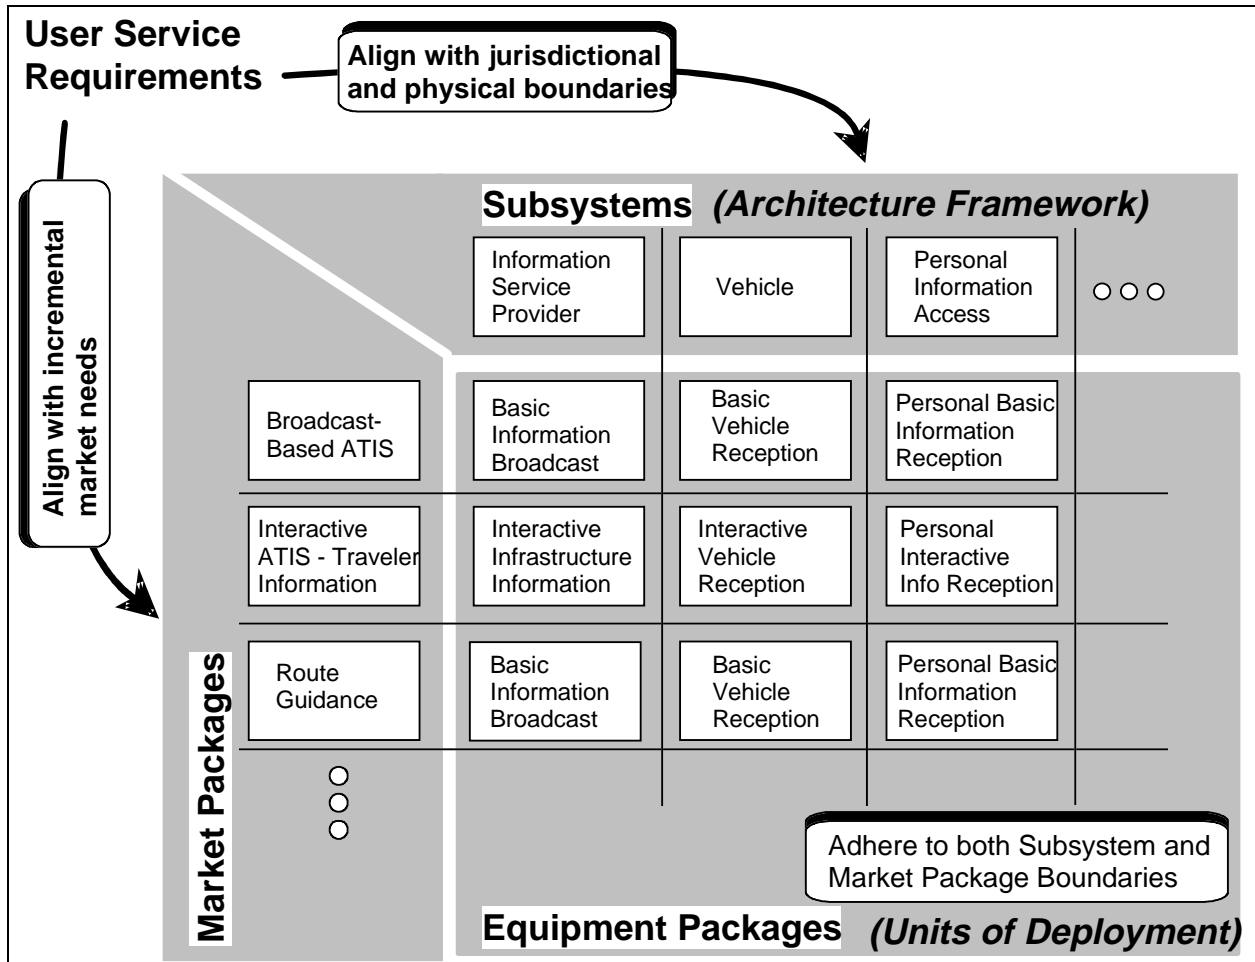 User Service
Requirements
Align with jurisdictional
and physical boundaries
Align with incremental
market needs
Subsystems (Architecture Framework)
Information
Service
Provider
Vehicle
Personal
Information
Access
Broadcast-
Based ATIS
Basic
Information
Broadcast
Basic
Vehicle
Reception
Personal Basic
Information
Reception
Interactive
ATIS - Traveler
Information
Interactive
Infrastructure
Information
Interactive
Vehicle
Reception
Personal
Interactive
Info Reception
Market Packages
Route
Guidance
Basic
Information
Broadcast
Basic
Vehicle
Reception
Personal Basic
Information
Reception
Adhere to both Subsystem and
Market Package Boundaries
Equipment Packages (Units of Deployment)